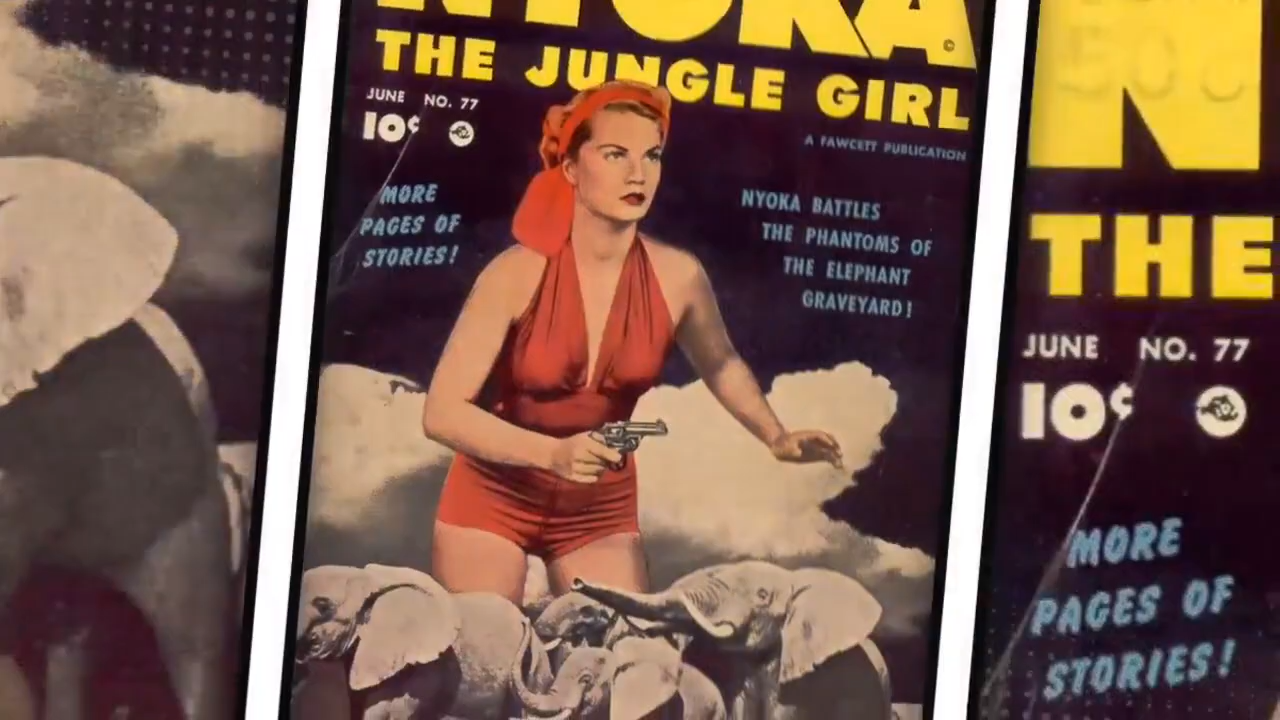 NYOKA
©
THE JUNGLE GIRL
JUNE NO. 77
10¢
A FAWCETT PUBLICATION
MORE
PAGES OF
STORIES!
NYOKA BATTLES
THE PHANTOMS OF
THE ELEPHANT
GRAVEYARD!
N
THE
JUNE NO. 77
10¢
MORE
PAGES OF
STORIES!